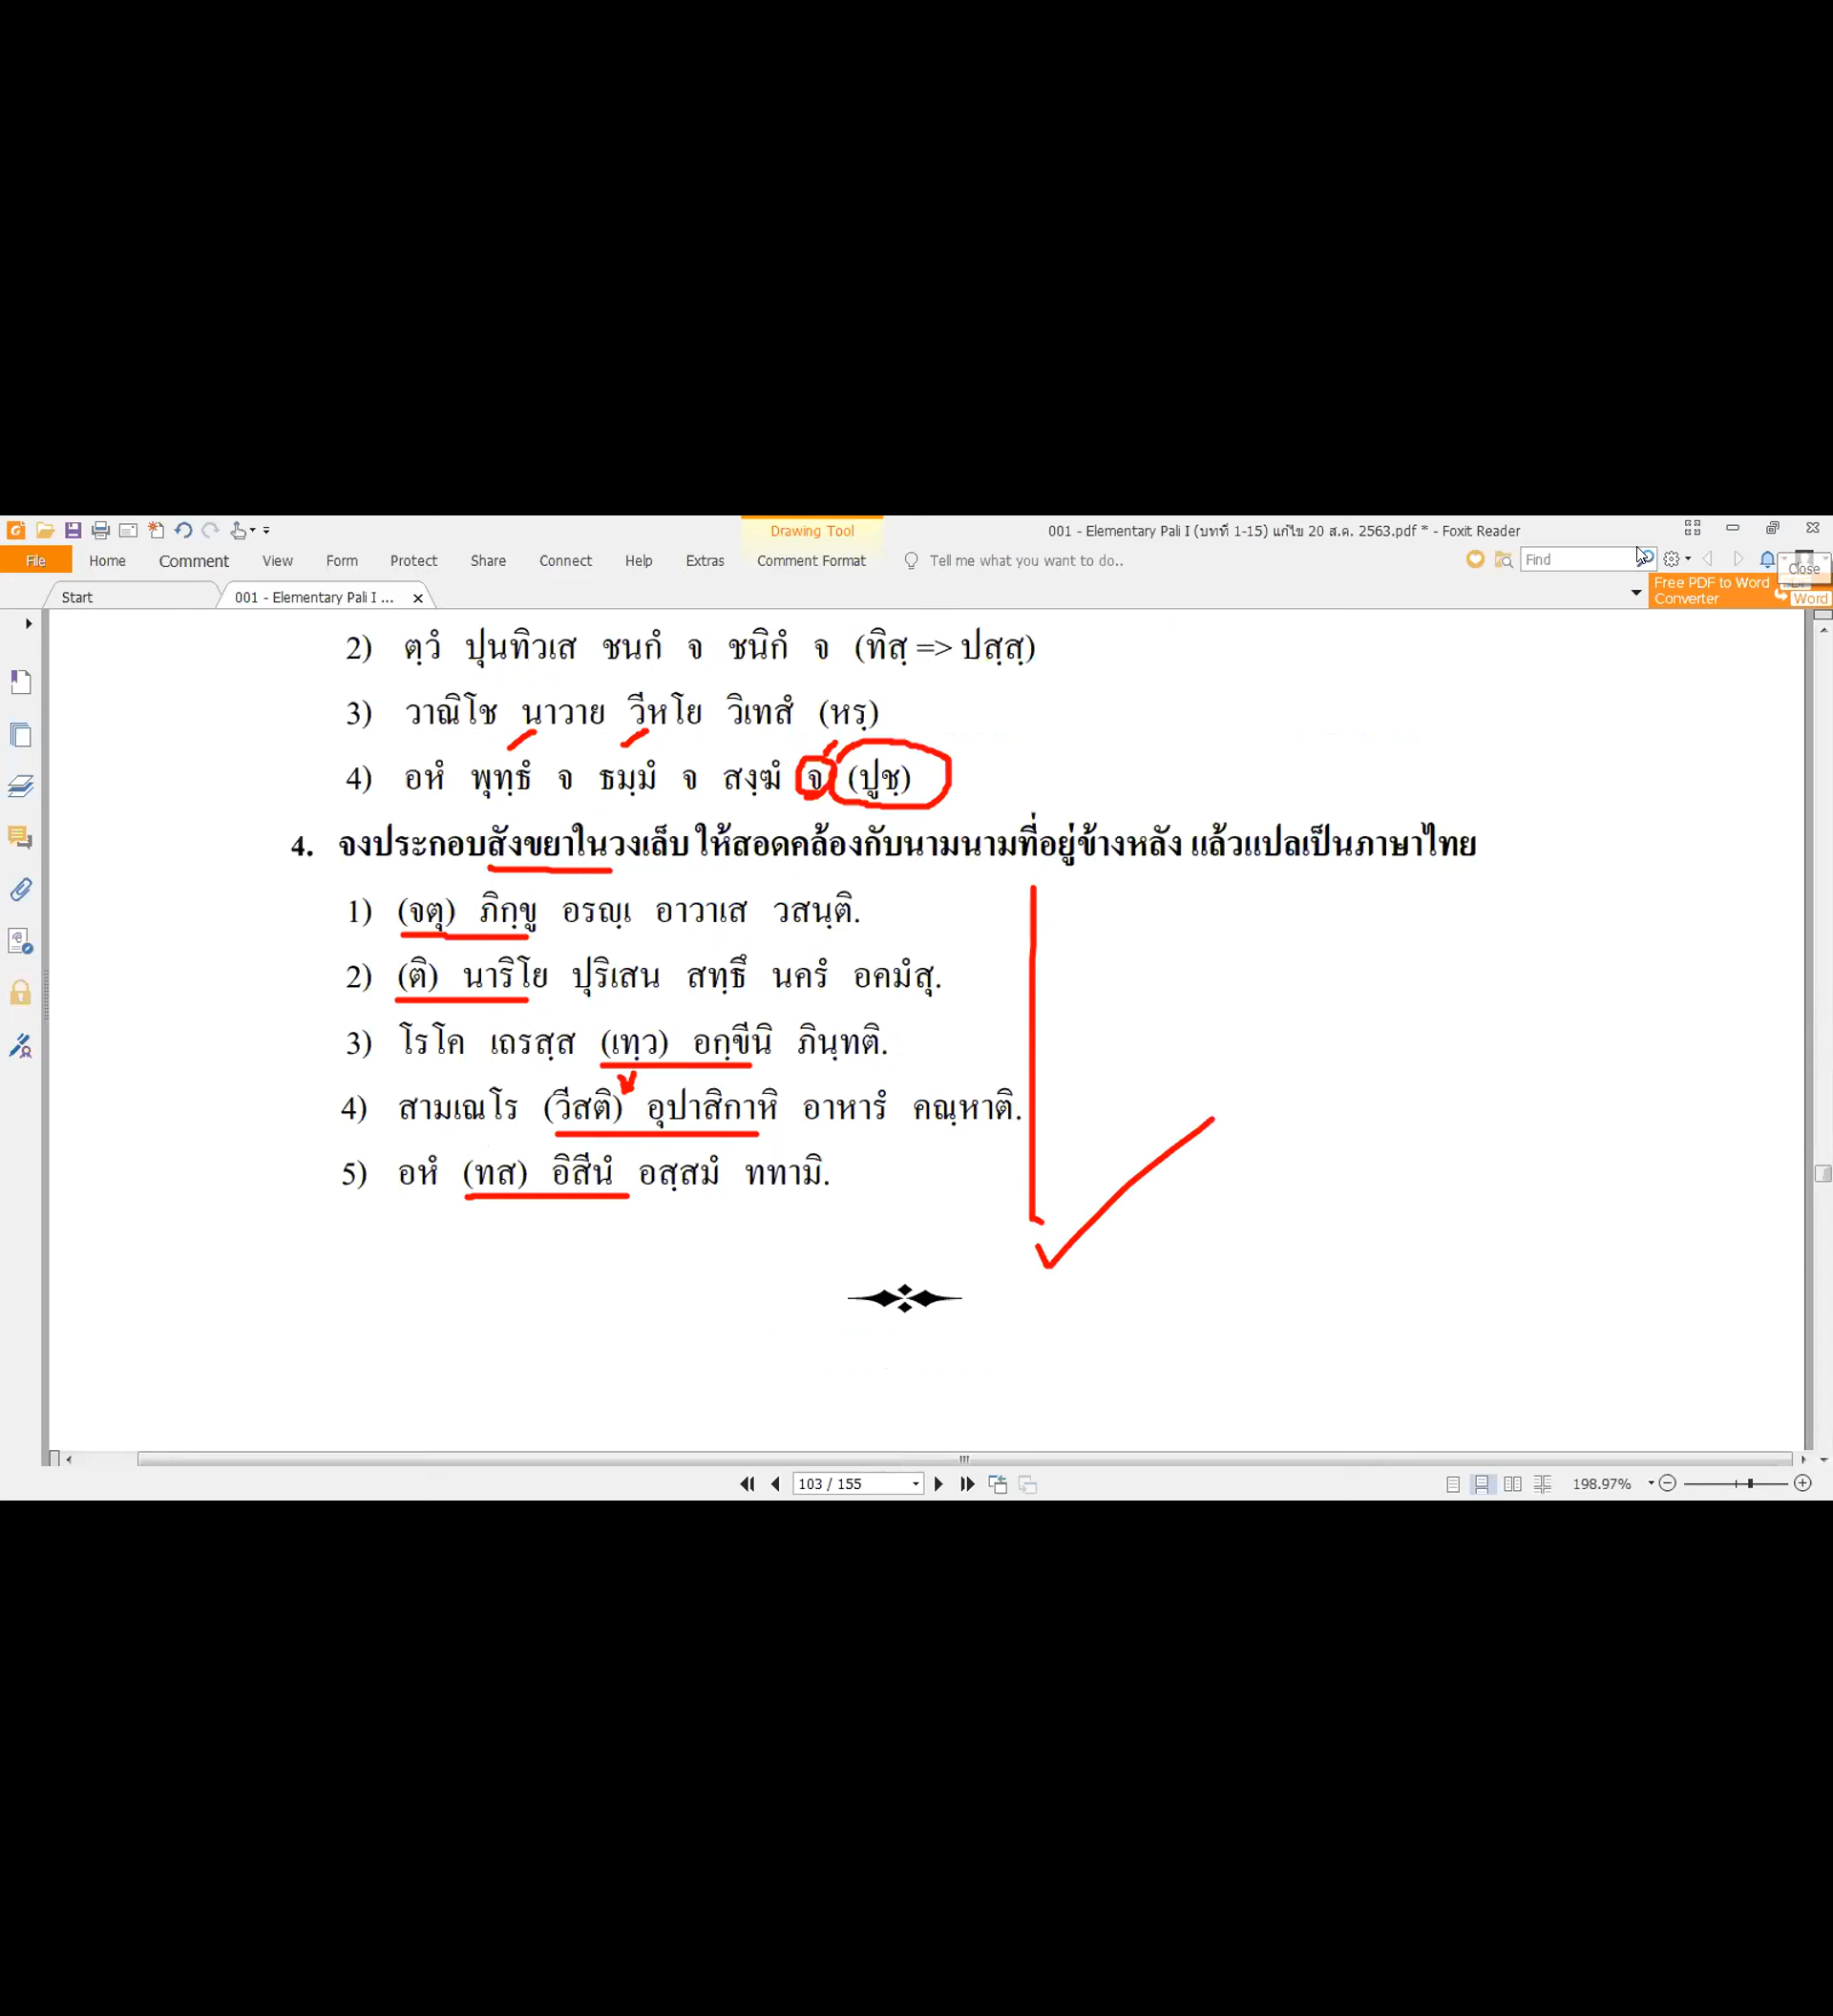 Drawing Tool 001 - Elementary Pali I (บทที่ 1-15) แก้ไข 20 ส.ค. 2563.pdf * - Foxit Reader
File Home Comment View Form Protect Share Connect Help Extras Comment Format Tell me what you want to do.. Find
Close
Start 001 - Elementary Pali I ... Free PDF to Word Converter Word
2) ตฺวํ ปุนทิวเส ชนกํ จ ชนิกํ จ (ทิสฺ => ปสฺสฺ)
3) วาณิโช นาวาย วีหโย วิเทสํ (หรฺ)
4) อหํ พุทฺธํ จ ธมฺมํ จ สงฺฆํ จ (ปูชฺ)
4. จงประกอบสังขยาในวงเล็บ ให้สอดคล้องกับนามนามที่อยู่ข้างหลัง แล้วแปลเป็นภาษาไทย
1) (จตุ) ภิกฺขู อรญฺเ อาวาเส วสนฺติ.
2) (ติ) นาริโย ปุริเสน สทฺธึ นครํ อคมํสุ.
3) โรโค เถรสฺส (เทฺว) อกฺขีนิ ภินฺทติ.
4) สามเณโร (วีสติ) อุปาสิกาหิ อาหารํ คณฺหาติ.
5) อหํ (ทส) อิสีนํ อสฺสมํ ททามิ.
103 / 155 198.97%